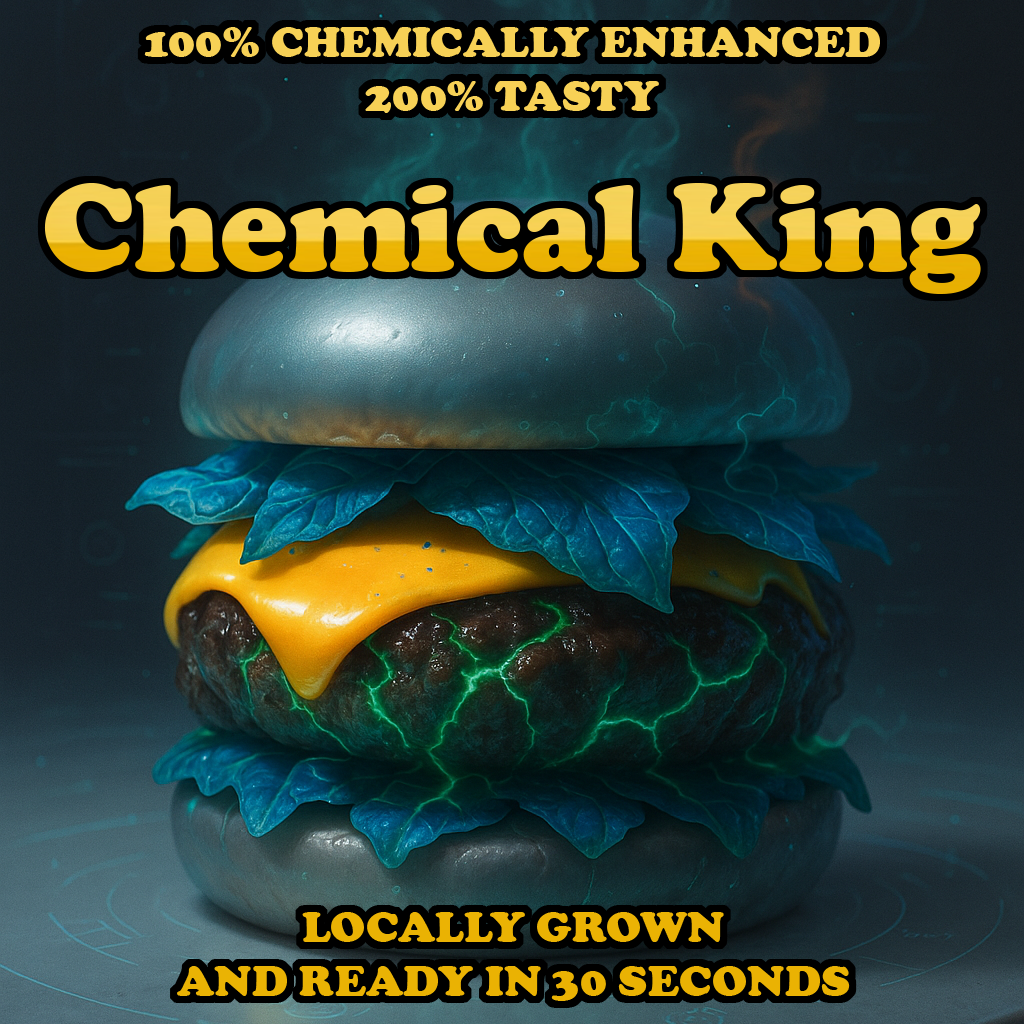 100% CHEMICALLY ENHANCED
200% TASTY
Chemical King
LOCALLY GROWN
AND READY IN 30 SECONDS